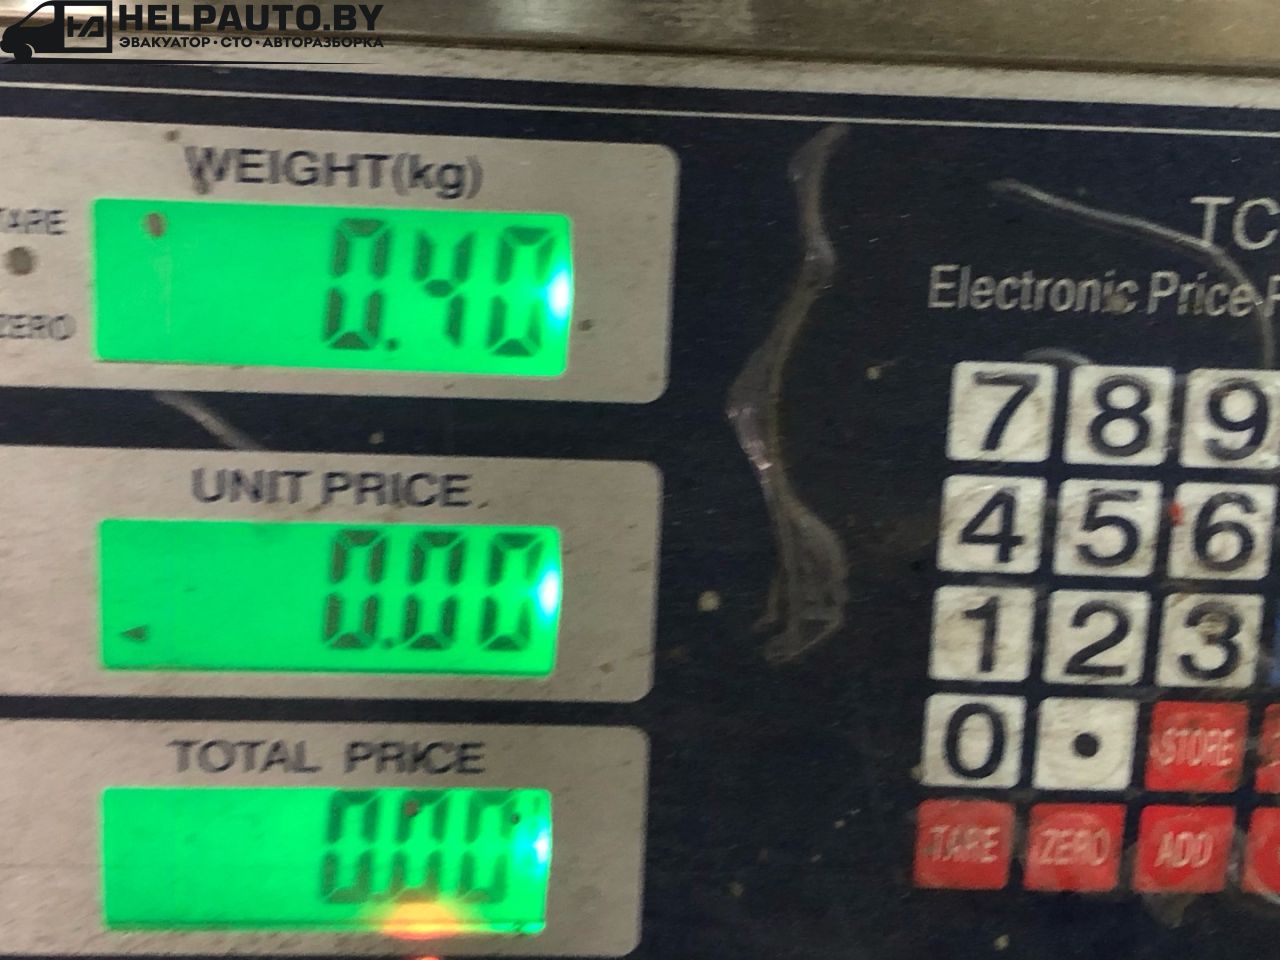 HELPAUTO.BY
ЭВАКУАТОР · СТО · АВТОРАЗБОРКА
WEIGHT(kg)
TARE
0.40
ZERO
UNIT PRICE
0.00
TOTAL PRICE
TC
Electronic Price
7 8 9
4 5 6
1 2 3
0 . STORE
TARE ZERO ADD